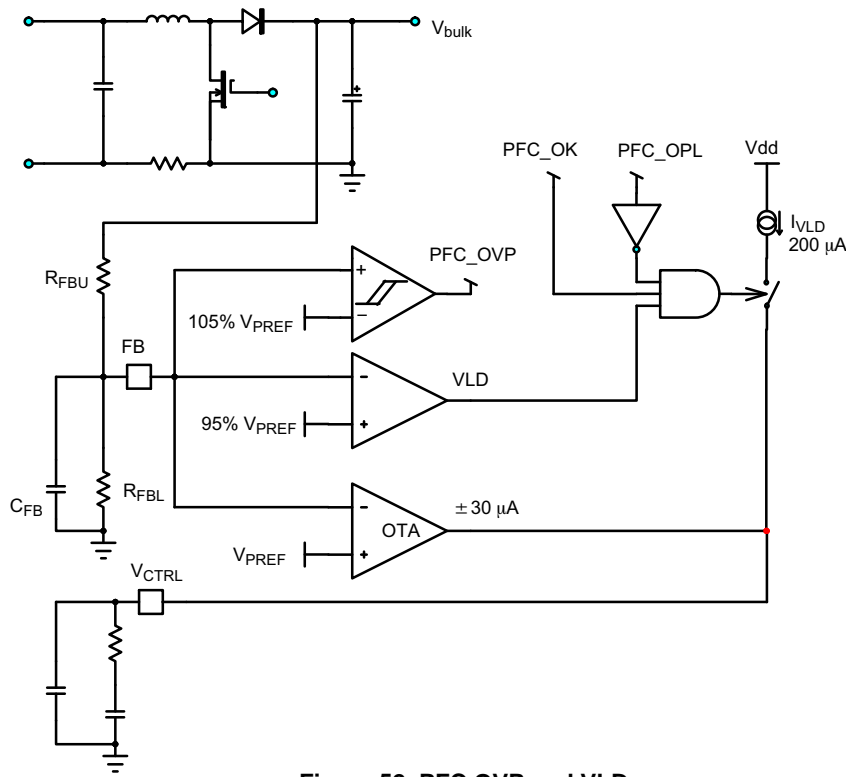 V_bulk
PFC_OK
PFC_OPL
Vdd
I_VLD
200 μA
R_FBU
PFC_OVP
+
−
105% V_PREF
FB
−
VLD
95% V_PREF
+
C_FB
R_FBL
−
± 30 μA
OTA
V_PREF
+
V_CTRL